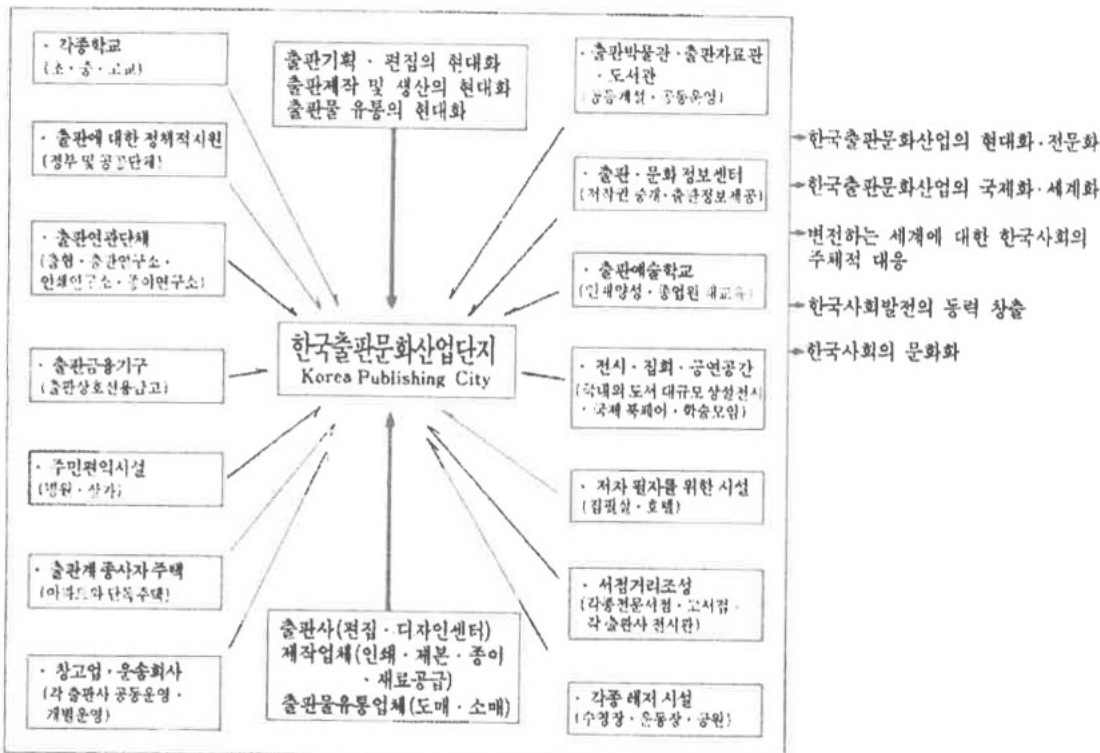 · 각종학교
(초·중·고교)
· 출판에 대한 정책적시원
(정부 및 공공단체)
· 출판연관단체
(출협·출판연구소·
인쇄연구소·종이연구소)
· 출판금융기구
(출판상호신용금고)
· 주민편익시설
(병원·상가)
· 출판계 종사자 주택
(아파트와 단독주택)
· 창고업·운송회사
(각 출판사 공동운영·
개별운영)
출판기획·편집의 현대화
출판제작 및 생산의 현대화
출판물 유통의 현대화
한국출판문화산업단지
Korea Publishing City
출판사(편집·디자인센터)
제작업체(인쇄·제본·종이
·재료공급)
출판물유통업체(도매·소매)
· 출판박물관·출판자료관
·도서관
(공동개설·공동운영)
· 출판·문화 정보센터
(저작권 중개·출판정보제공)
· 출판예술학교
(인재양성·종업원 재교육)
· 전시·집회·공연공간
도서 대규모 상설전시
·국제 북페어·학술모임)
· 저자 필자를 위한 시설
(집필실·호텔)
· 서점거리조성
(각종전문서점·고서점·
각 출판사 전시관)
· 각종 레저 시설
(수영장·운동장·공원)
한국출판문화산업의 현대화·전문화
한국출판문화산업의 국제화·세계화
변전하는 세계에 대한 한국사회의
주체적 대응
한국사회발전의 동력 창출
한국사회의 문화화